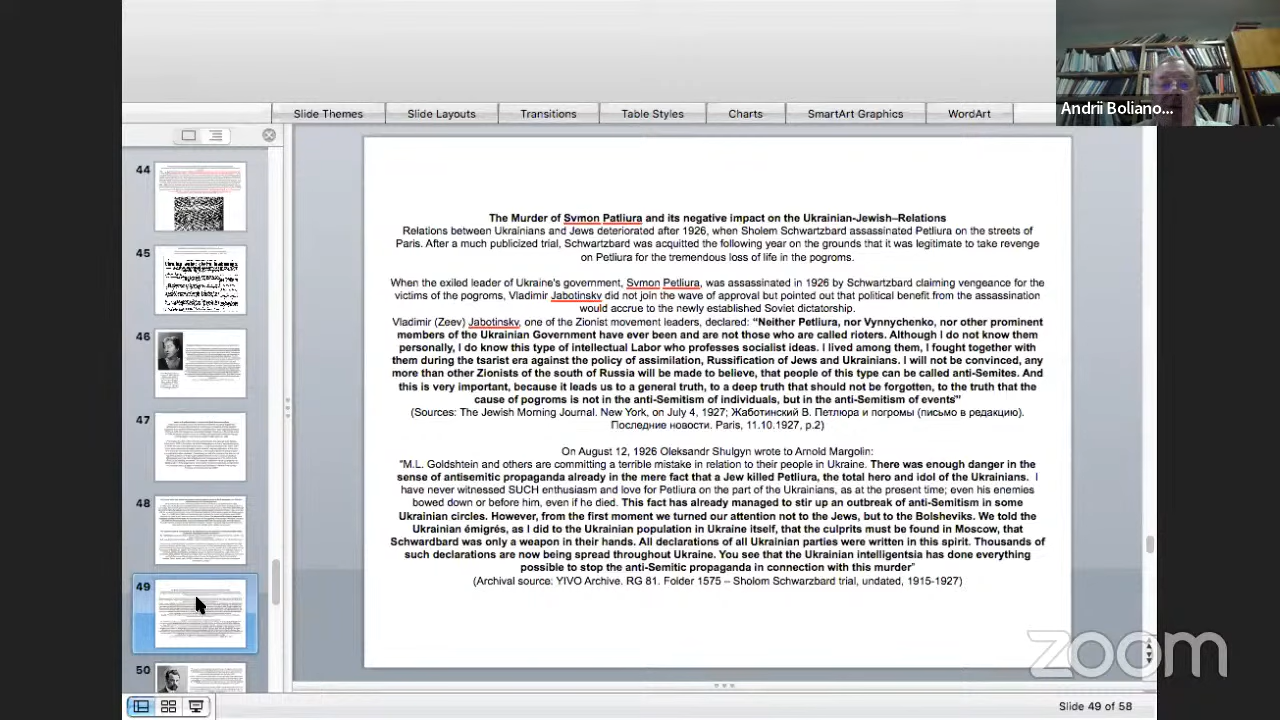 Andrii Boliano...
Slide Themes
Slide Layouts
Transitions
Table Styles
Charts
SmartArt Graphics
WordArt
44
45
46
47
48
49
50
The Murder of Svmon Patliura and its negative impact on the Ukrainian-Jewish–Relations
Relations between Ukrainians and Jews deteriorated after 1926, when Sholem Schwartzbard assassinated Petliura on the streets of
Paris. After a much publicized trial, Schwartzbard was acquitted the following year on the grounds that it was legitimate to take revenge
on Petliura for the tremendous loss of life in the pogroms.
When the exiled leader of Ukraine's government, Svmon Petliura, was assassinated in 1926 by Schwartzbard claiming vengeance for the
victims of the pogroms, Vladimir Jabotinsky did not join the wave of approval but pointed out that political benefit from the assassination
would accrue to the newly established Soviet dictatorship.
Vladimir (Zeev) Jabotinsky, one of the Zionist movement leaders, declared: “Neither Petliura, nor Vynnychenko, nor other prominent
members of the Ukrainian Government have ever been and are not those who are called rioters. Although I do not know them
personally, I do know this type of intellectual Labor who professes socialist ideas. I lived among them, I fought together with
them during the tsarist era against the policy of assimilation, Russification of Jews and Ukrainians. I will not be convinced, any
more than other Zionists of the south of Russia will be made to believe, that people of this type can be called anti-Semites. And
this is very important, because it leads us to a general truth, to a deep truth that should not be forgotten, to the truth that the
cause of pogroms is not in the anti-Semitism of individuals, but in the anti-Semitism of events”
(Sources: The Jewish Morning Journal. New York, on July 4, 1927; Жаботинский В. Петлюра и погромы (письмо в редакцию).
Последние новости. Paris, 11.10.1927, p.2)
On August 12, 1926 Oleksandr Shulgyn wrote to Arnold Margolin:
“M.L. Goldshtein and others are committing a terrible mistake in relation to their people in Ukraine. There was enough danger in the
sense of antisemitic propaganda already in the mere fact that a Jew killed Petliura, the total hero and idol of the Ukrainians. I
have never witnessed SUCH enthusiasm and love for Petliura on the part of the Ukrainians, as at the present time; even his enemies
bowed down or before him, even if he died. This fact has already managed to stir up an outbreak of anti-Semitism in some
Ukrainian circles. However, from the first moment we turned our attention not to the Jews, but to the Bolsheviks. We told the
Ukrainian émigrés, as I did to the Ukrainian population in Ukraine itself, that the culprits must be found in Moscow, that
Schwardbard was only a weapon in their hands. All declarations of all Ukrainian parties were written in this spirit. Thousands of
such declarations are now being spread throughout Ukraine. You see that the Ukrainian intelligentsia has done everything
possible to stop the anti-Semitic propaganda in connection with this murder”
(Archival source: YIVO Archive. RG 81. Folder 1575 – Sholom Schwarzbard trial, undated, 1915-1927)
zoom
Slide 49 of 58